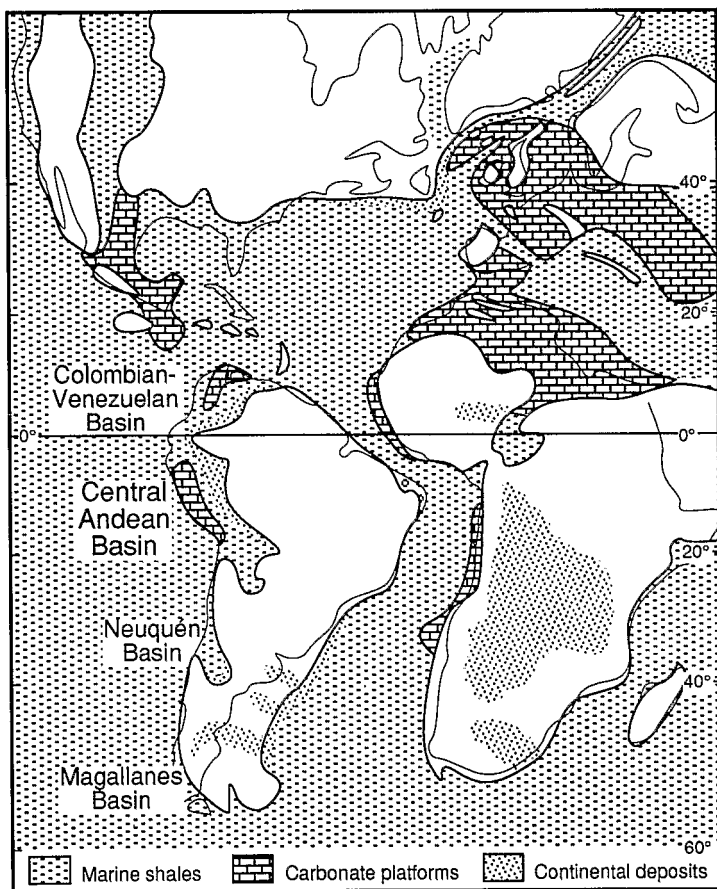 40°
20°
Colombian-
Venezuelan
Basin
0°
0°
Central
Andean
Basin
20°
Neuquén
Basin
40°
Magallanes
Basin
60°
Marine shales
Carbonate platforms
Continental deposits